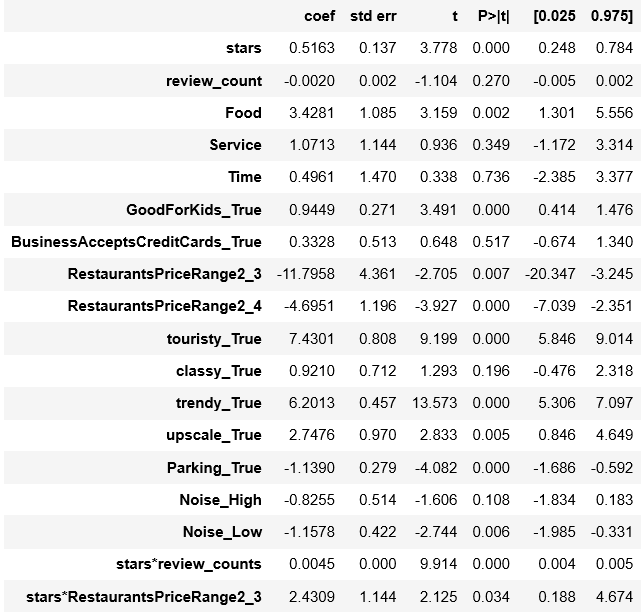 coef std err t P>|t| [0.025 0.975]
stars 0.5163 0.137 3.778 0.000 0.248 0.784
review_count -0.0020 0.002 -1.104 0.270 -0.005 0.002
Food 3.4281 1.085 3.159 0.002 1.301 5.556
Service 1.0713 1.144 0.936 0.349 -1.172 3.314
Time 0.4961 1.470 0.338 0.736 -2.385 3.377
GoodForKids_True 0.9449 0.271 3.491 0.000 0.414 1.476
BusinessAcceptsCreditCards_True 0.3328 0.513 0.648 0.517 -0.674 1.340
RestaurantsPriceRange2_3 -11.7958 4.361 -2.705 0.007 -20.347 -3.245
RestaurantsPriceRange2_4 -4.6951 1.196 -3.927 0.000 -7.039 -2.351
touristy_True 7.4301 0.808 9.199 0.000 5.846 9.014
classy_True 0.9210 0.712 1.293 0.196 -0.476 2.318
trendy_True 6.2013 0.457 13.573 0.000 5.306 7.097
upscale_True 2.7476 0.970 2.833 0.005 0.846 4.649
Parking_True -1.1390 0.279 -4.082 0.000 -1.686 -0.592
Noise_High -0.8255 0.514 -1.606 0.108 -1.834 0.183
Noise_Low -1.1578 0.422 -2.744 0.006 -1.985 -0.331
stars*review_counts 0.0045 0.000 9.914 0.000 0.004 0.005
stars*RestaurantsPriceRange2_3 2.4309 1.144 2.125 0.034 0.188 4.674